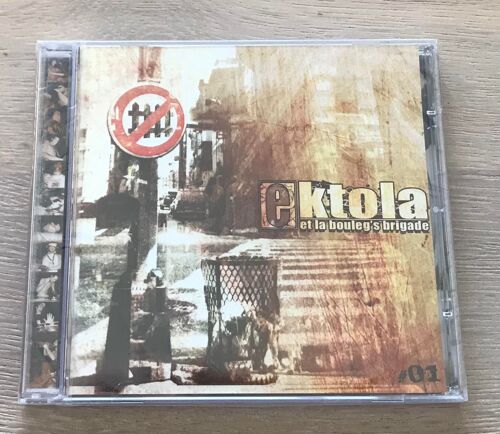 ektola
et la bouleg's brigade
#01